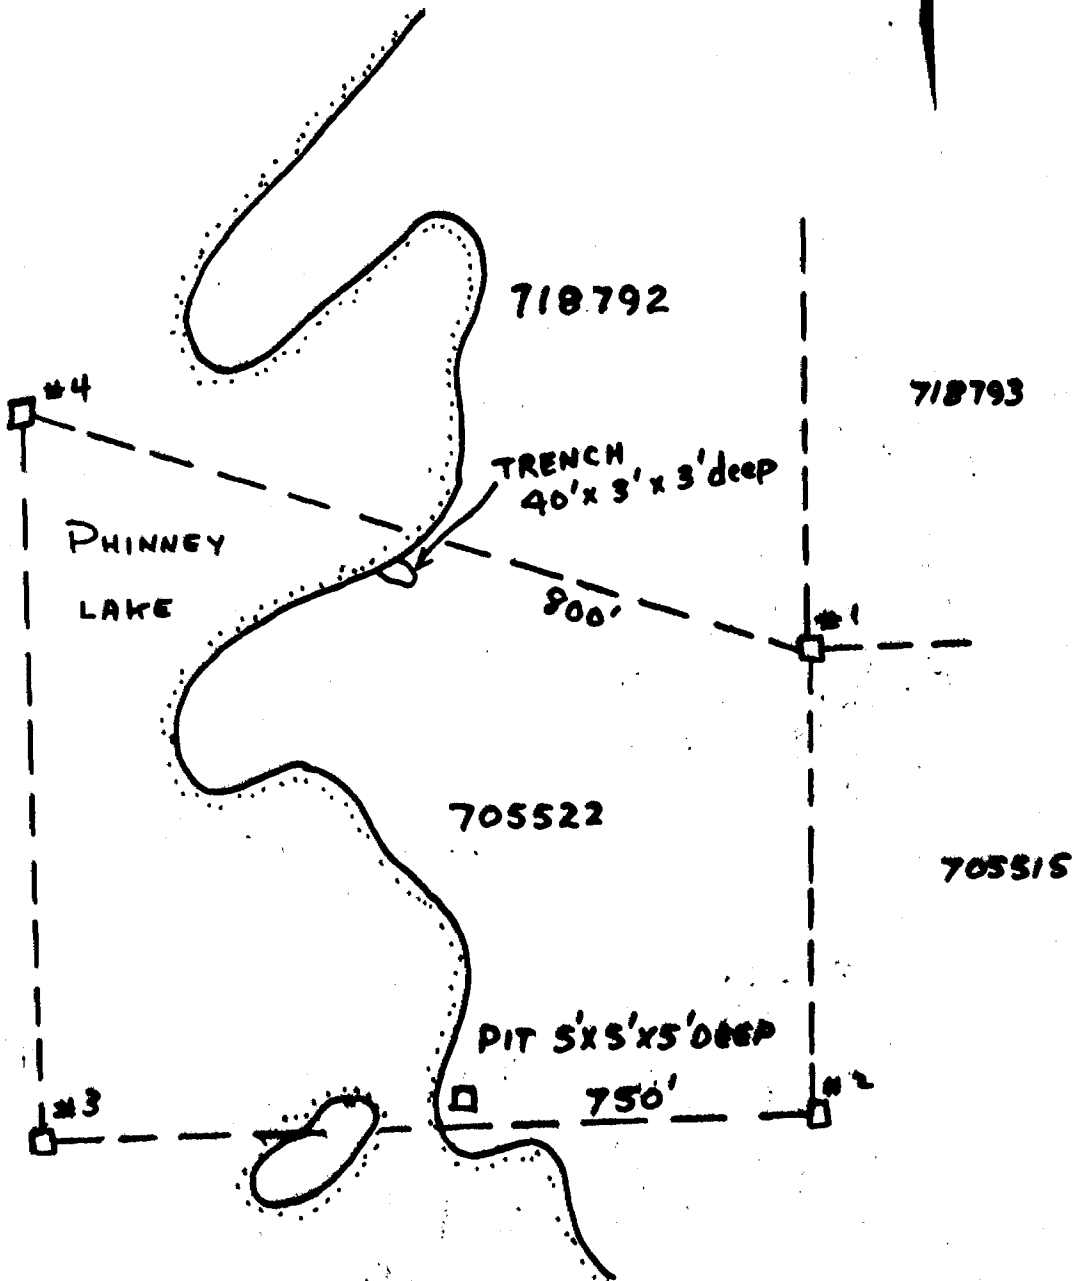 718792
718793
#4
TRENCH
40' x 3' x 3' deep
PHINNEY
LAKE
800'
#1
705522
705515
PIT 5'x5'x5' DEEP
750'
#2
#3